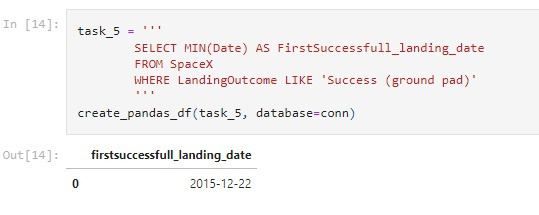 In [14]:
task_5 = '''
SELECT MIN(Date) AS FirstSuccessfull_landing_date
FROM SpaceX
WHERE LandingOutcome LIKE 'Success (ground pad)'
'''
create_pandas_df(task_5, database=conn)
Out[14]:
firstsuccessfull_landing_date
0 2015-12-22